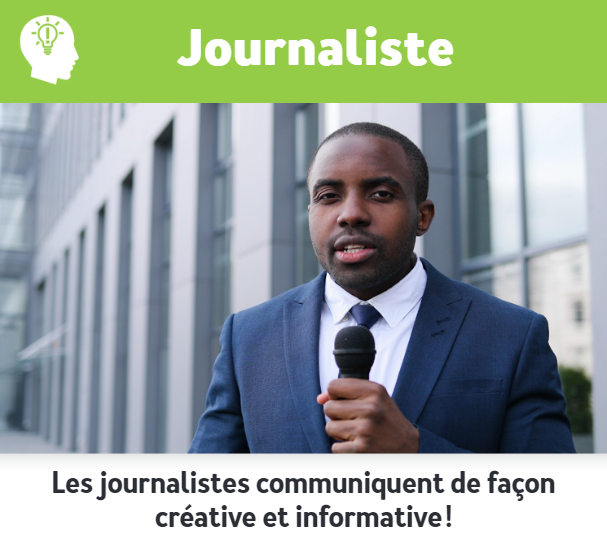 Journaliste
Les journalistes communiquent de façon
créative et informative !